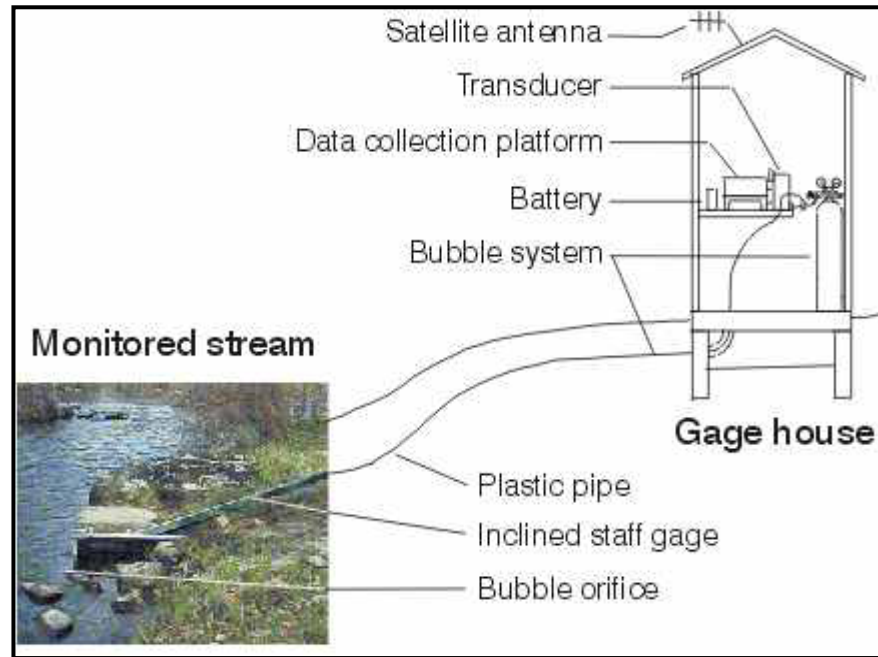 Satellite antenna
Transducer
Data collection platform
Battery
Bubble system
Monitored stream
Gage house
Plastic pipe
Inclined staff gage
Bubble orifice